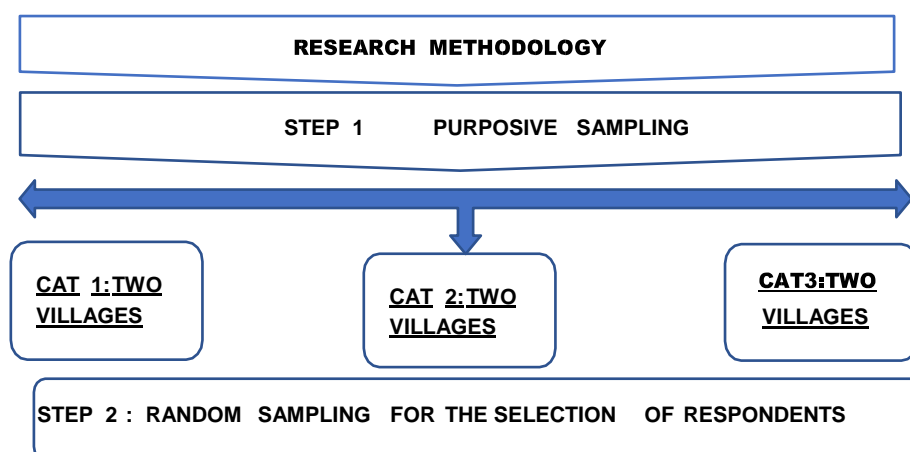 RESEARCH METHODOLOGY
STEP 1 PURPOSIVE SAMPLING
CAT 1:TWO
VILLAGES
CAT 2:TWO
VILLAGES
CAT3:TWO
VILLAGES
STEP 2 : RANDOM SAMPLING FOR THE SELECTION OF RESPONDENTS